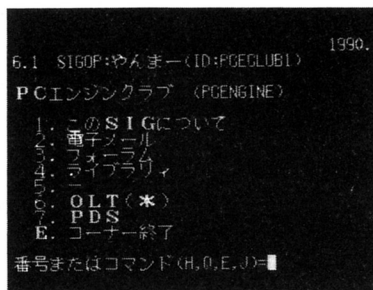 1990.
6.1 SIGOP:やんまー(ID:PCECLUB1)
PCエンジンクラブ (PCENGINE)
1. このSIGについて
2. 電子メール
3. フォーラム
4. ライブラリィ
5. ー
6. OLT(*)
7. PDS
E. コーナー終了
番号またはコマンド(H,O,E,J)=